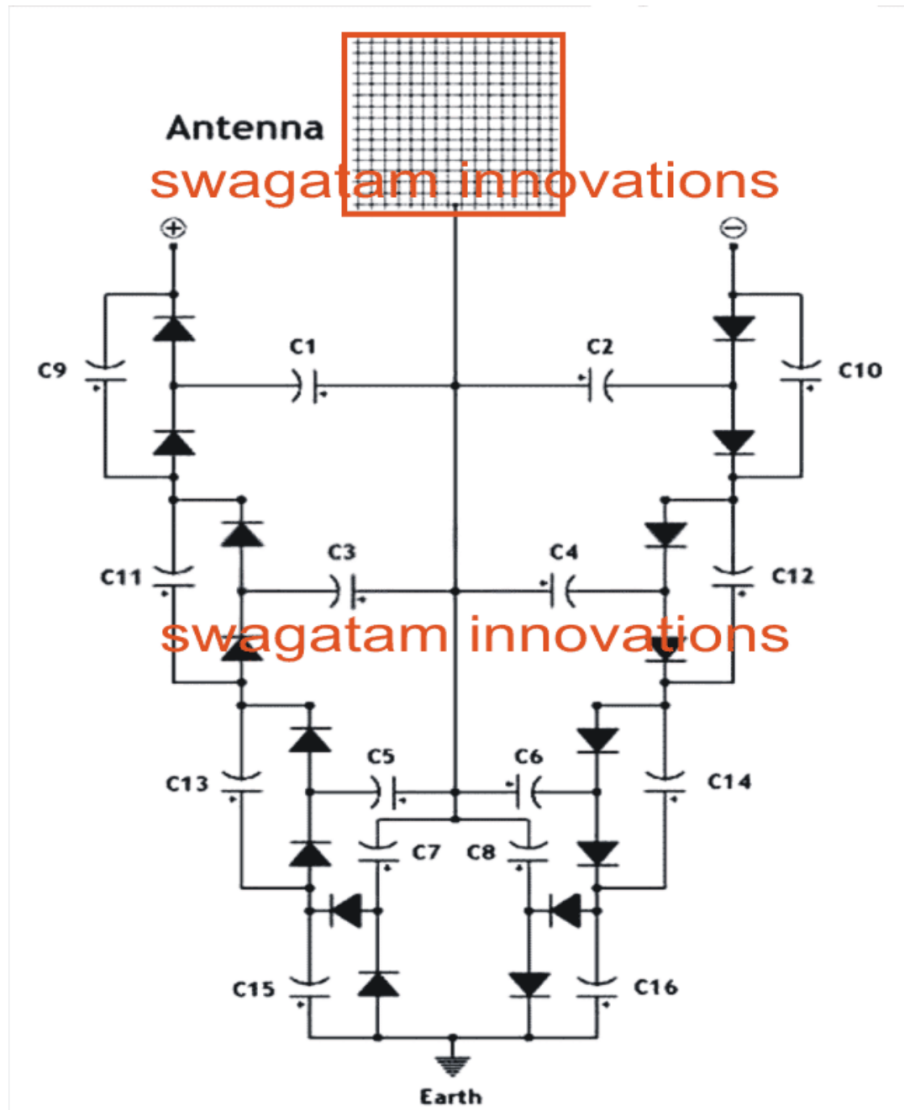 Antenna
swagatam innovations
+ −
C1 C2
C9 C10
C3 C4
C11 C12
swagatam innovations
C5 C6
C13 C14
C7 C8
C15 C16
Earth